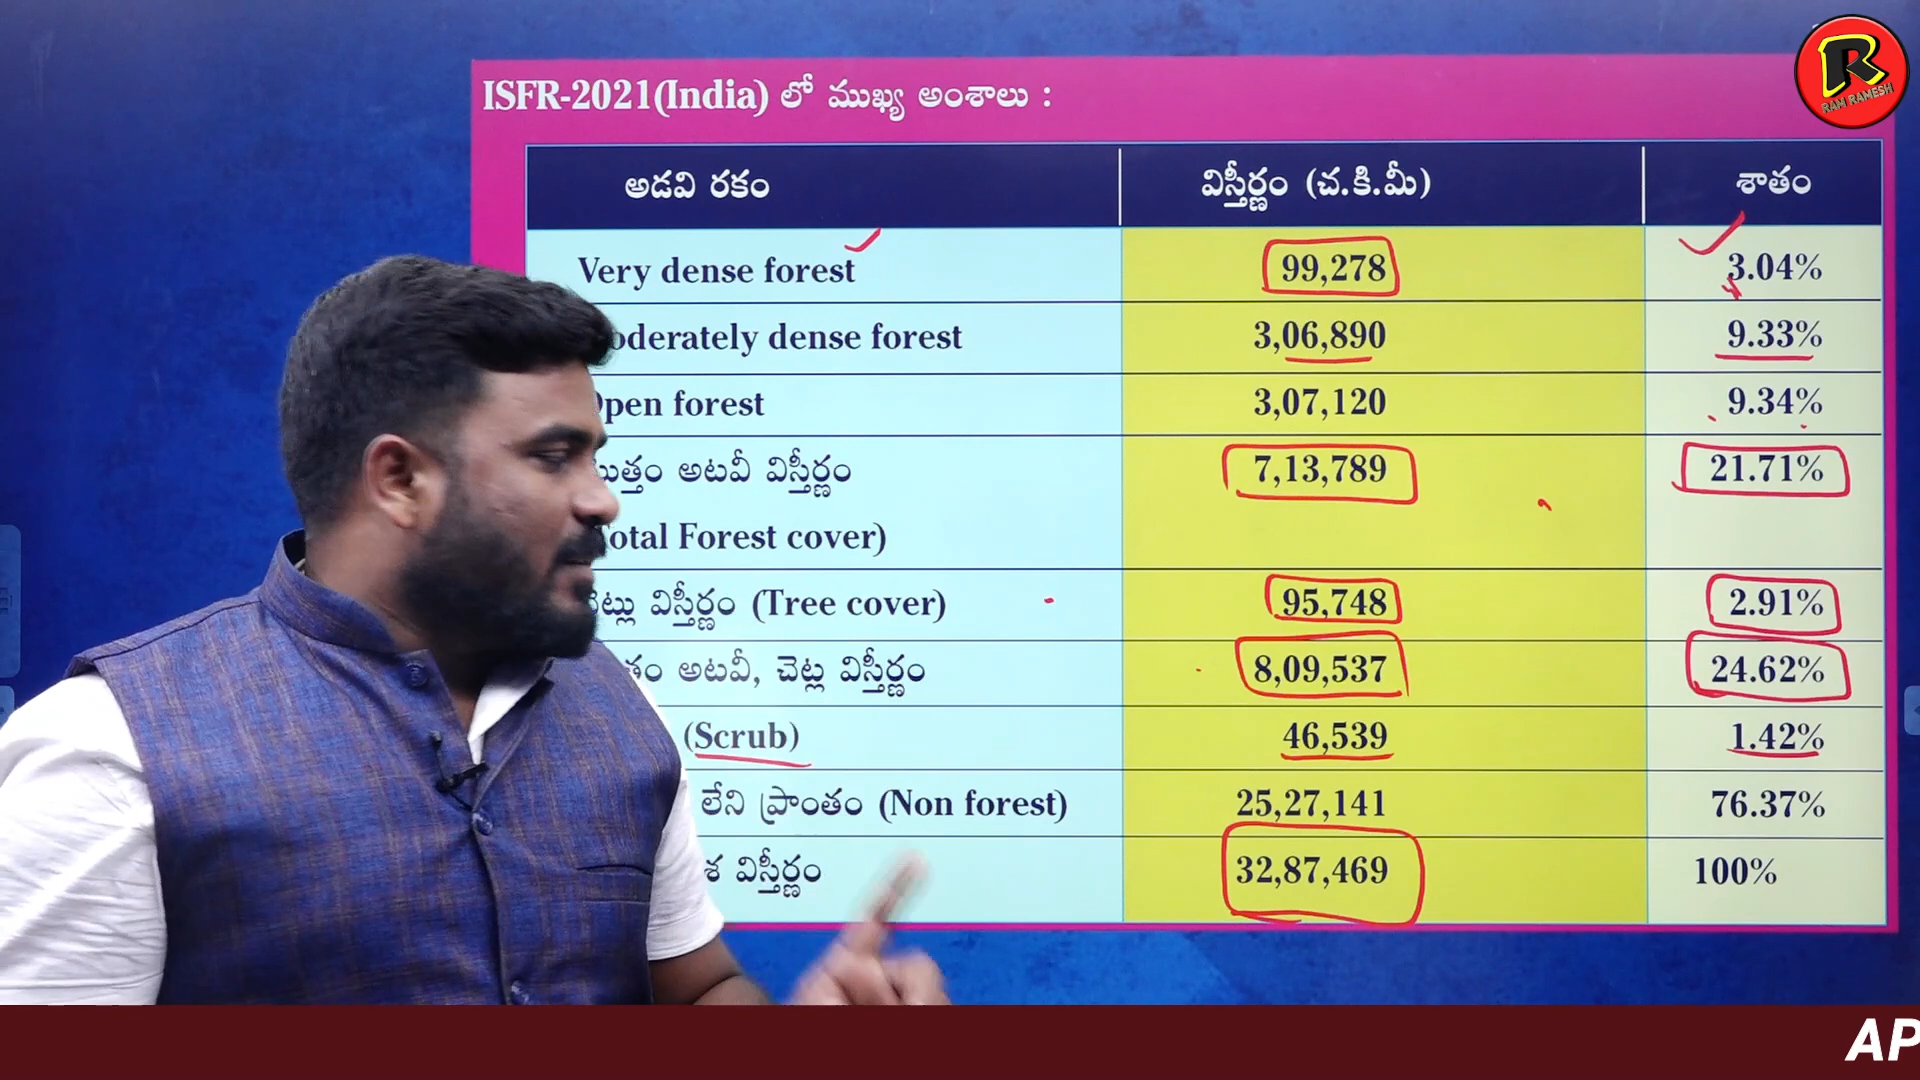 R
RAM RAMESH
ISFR-2021(India) లో ముఖ్య అంశాలు :
అడవి రకం విస్తీర్ణం (చ.కి.మీ) శాతం
Very dense forest 99,278 3.04%
dense forest 3,06,890 9.33%
forest 3,07,120 9.34%
అటవీ విస్తీర్ణం 7,13,789 21.71%
Forest cover)
విస్తీర్ణం (Tree cover) 95,748 2.91%
అటవీ, చెట్ల విస్తీర్ణం 8,09,537 24.62%
(Scrub) 46,539 1.42%
లేని ప్రాంతం (Non forest) 25,27,141 76.37%
విస్తీర్ణం 32,87,469 100%
AP